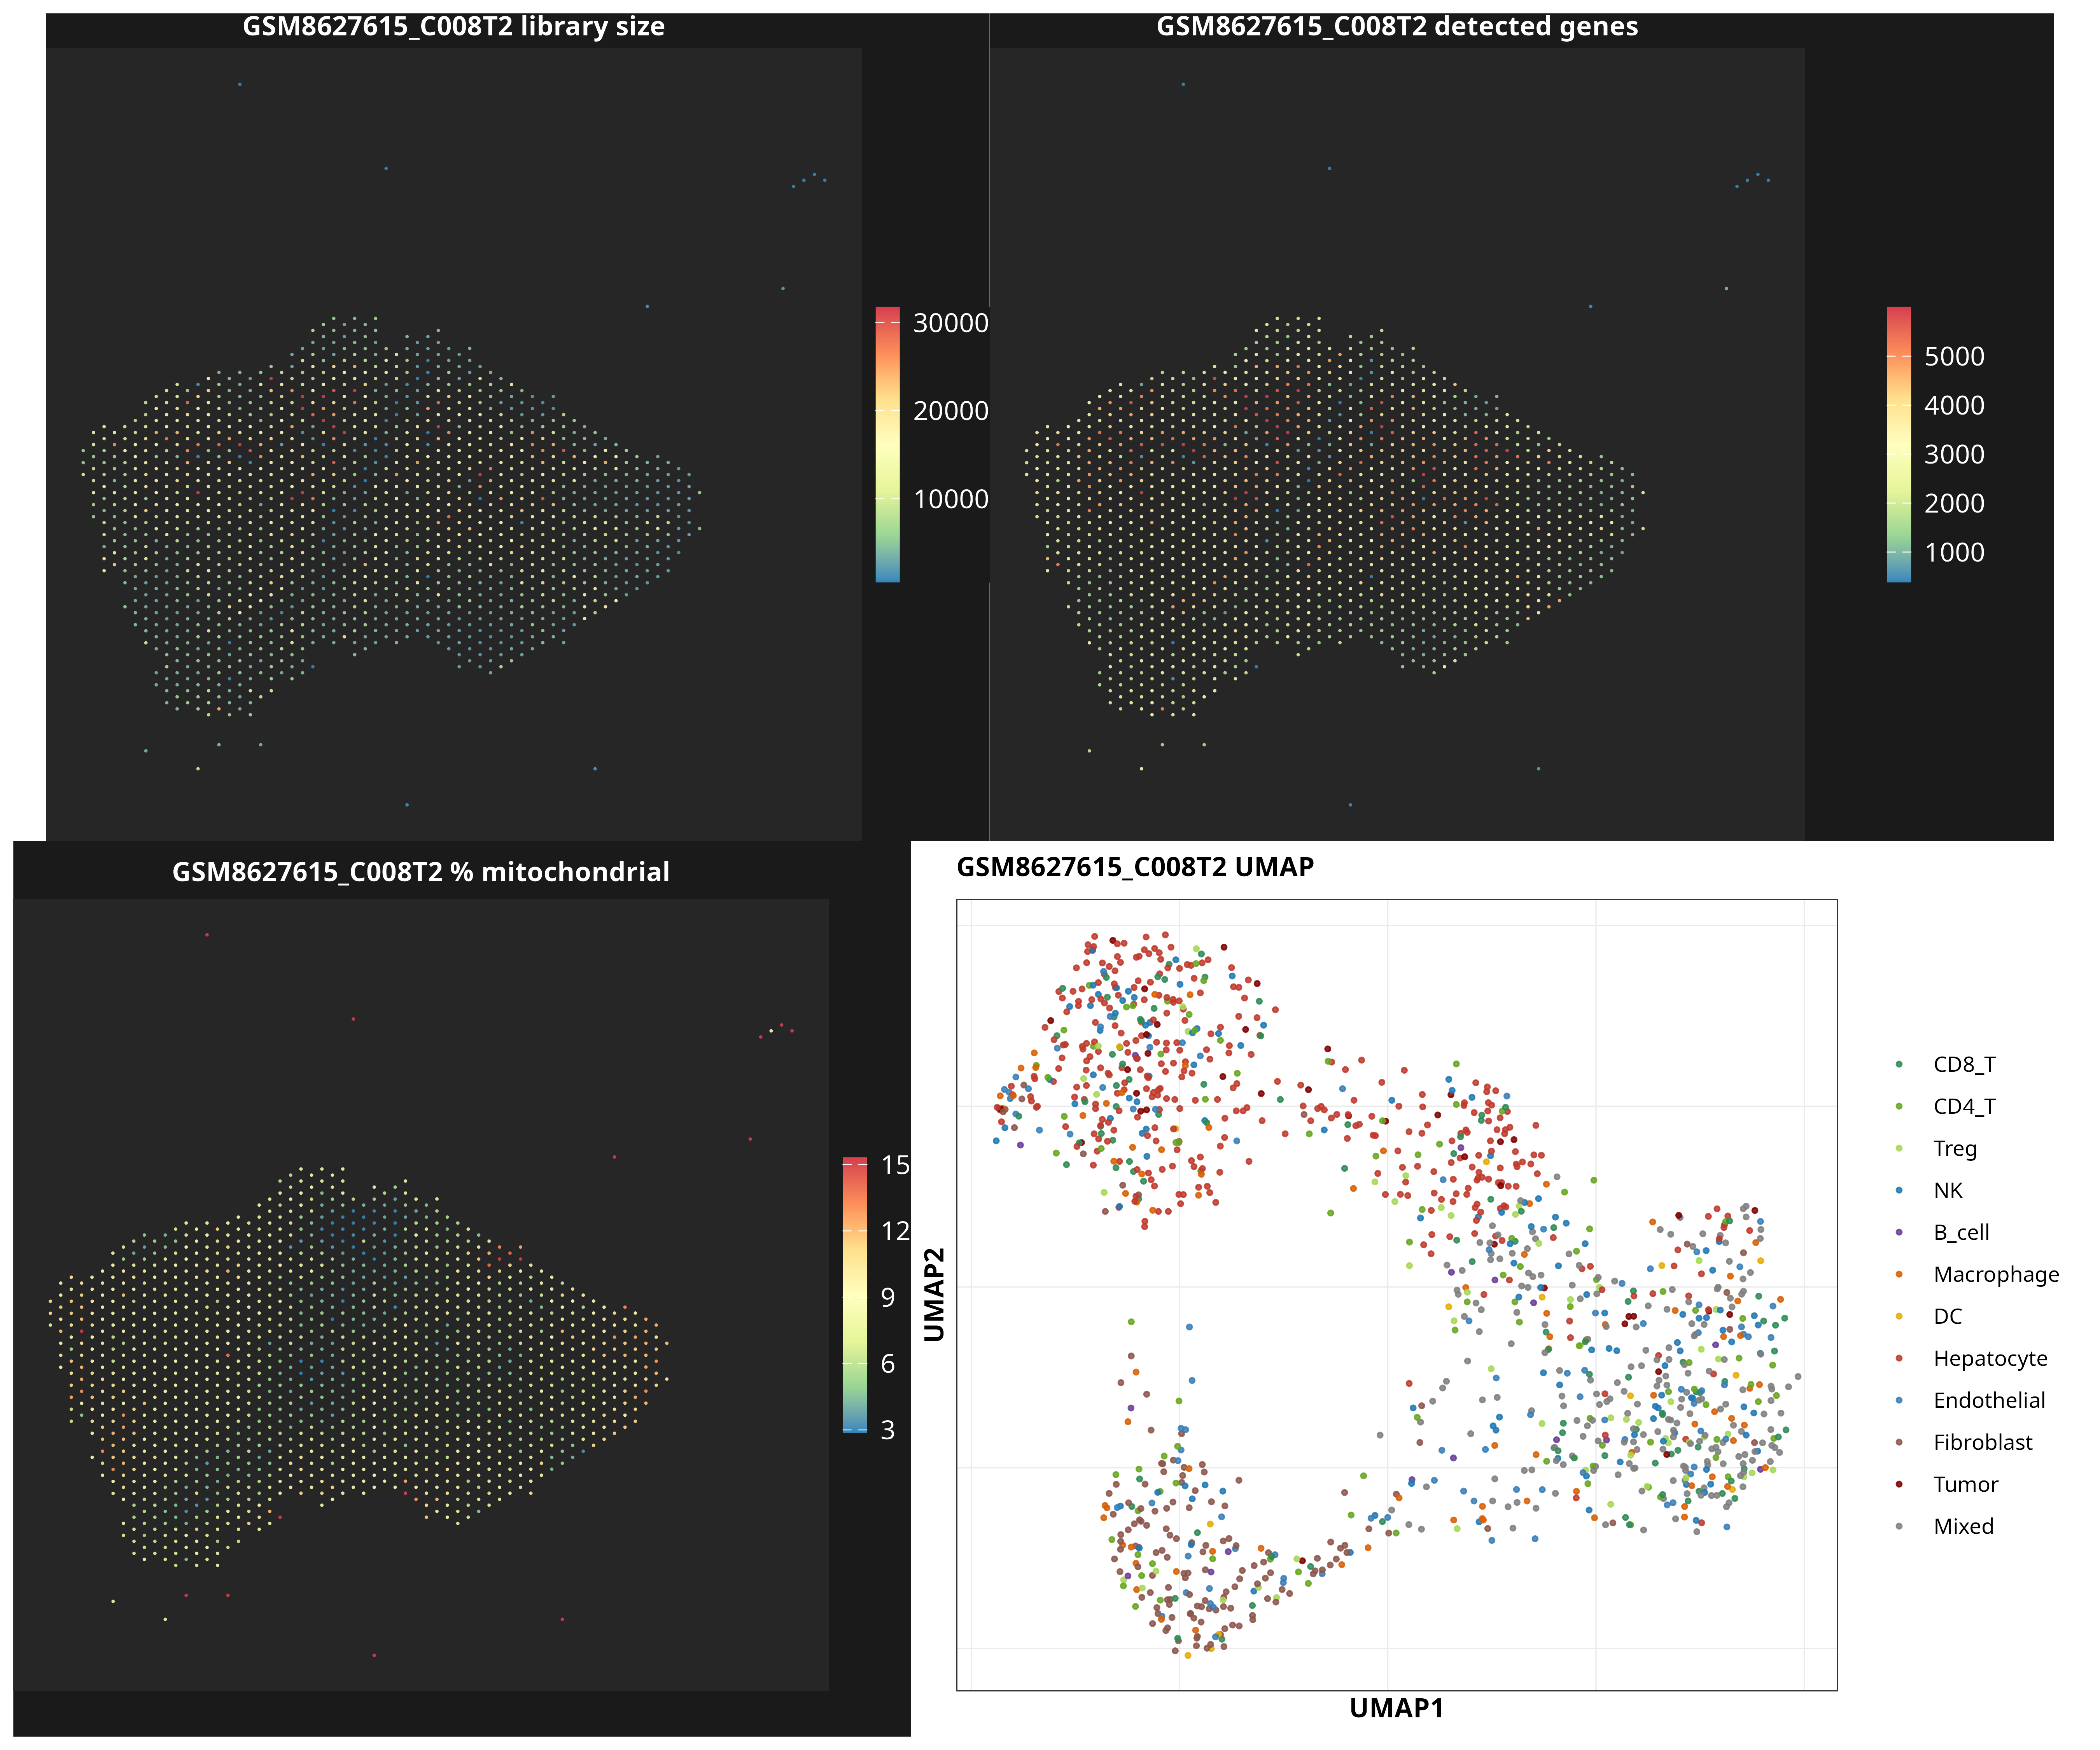 GSM8627615_C008T2 library size
30000
20000
10000
GSM8627615_C008T2 detected genes
5000
4000
3000
2000
1000
GSM8627615_C008T2 % mitochondrial
15
12
9
6
3
GSM8627615_C008T2 UMAP
UMAP2
UMAP1
CD8_T
CD4_T
Treg
NK
B_cell
Macrophage
DC
Hepatocyte
Endothelial
Fibroblast
Tumor
Mixed